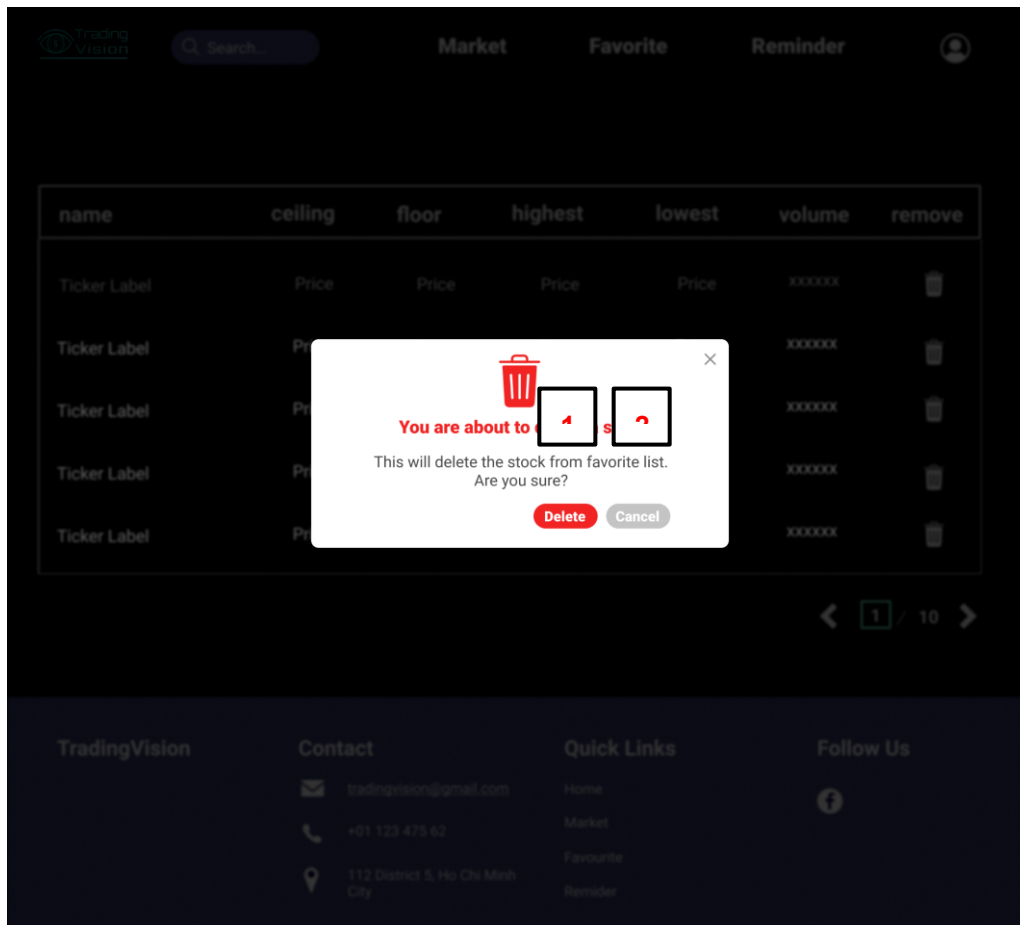 Trading
Vision
Search...
Market
Favorite
Reminder
name ceiling floor highest lowest volume remove
Ticker Label Price Price Price Price xxxxxx
Ticker Label xxxxxx
Ticker Label xxxxxx
Ticker Label xxxxxx
Ticker Label xxxxxx
You are about to
This will delete the stock from favorite list.
Are you sure?
Delete Cancel
1 / 10
TradingVision
Contact
tradingvision@gmail.com
+01 123 475 62
112 District 5, Ho Chi Minh
City
Quick Links
Home
Market
Favourite
Remider
Follow Us